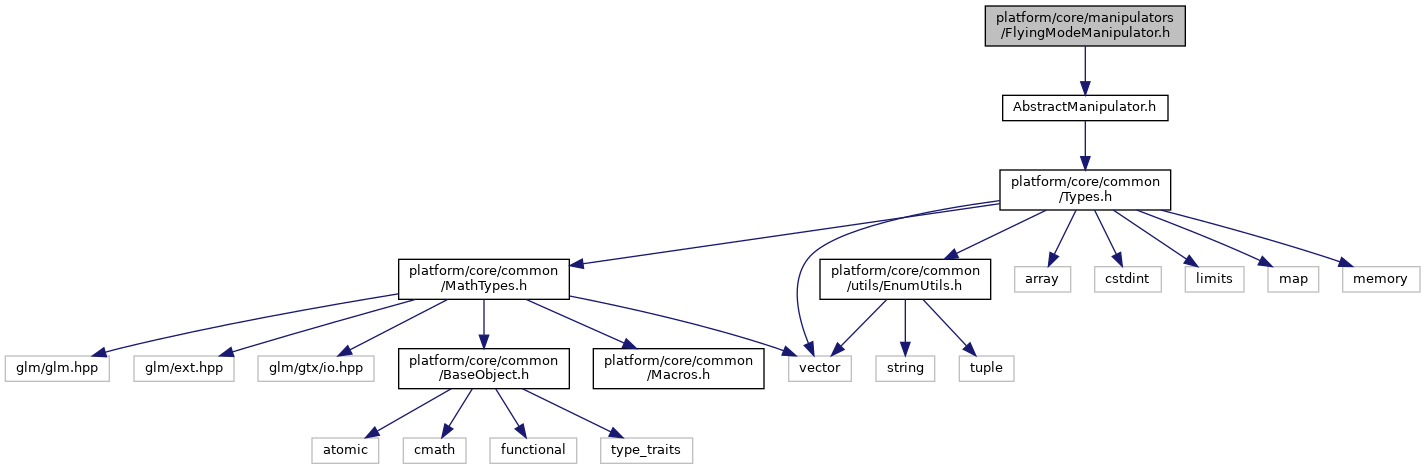 platform/core/manipulators
/FlyingModeManipulator.h
AbstractManipulator.h
platform/core/common
/Types.h
platform/core/common
/MathTypes.h
platform/core/common
/utils/EnumUtils.h
array
cstdint
limits
map
memory
glm/glm.hpp
glm/ext.hpp
glm/gtx/io.hpp
platform/core/common
/BaseObject.h
platform/core/common
/Macros.h
vector
string
tuple
atomic
cmath
functional
type_traits